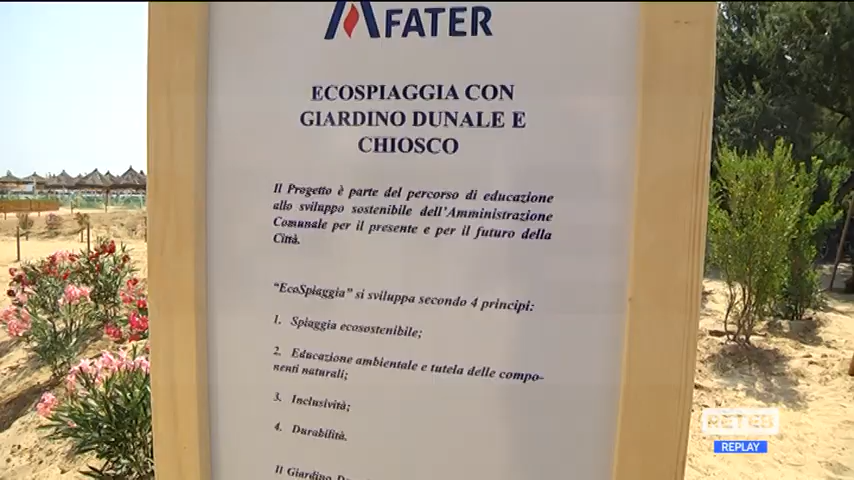 FATER
ECOSPIAGGIA CON
GIARDINO DUNALE E
CHIOSCO
Il Progetto è parte del percorso di educazione
allo sviluppo sostenibile dell'Amministrazione
Comunale per il presente e per il futuro della
Città.
"EcoSpiaggia" si sviluppa secondo 4 principi:
1. Spiaggia ecosostenibile;
2. Educazione ambientale e tutela delle compo-
nenti naturali;
3. Inclusività;
4. Durabilità.
Il Giardino
RETE8
REPLAY